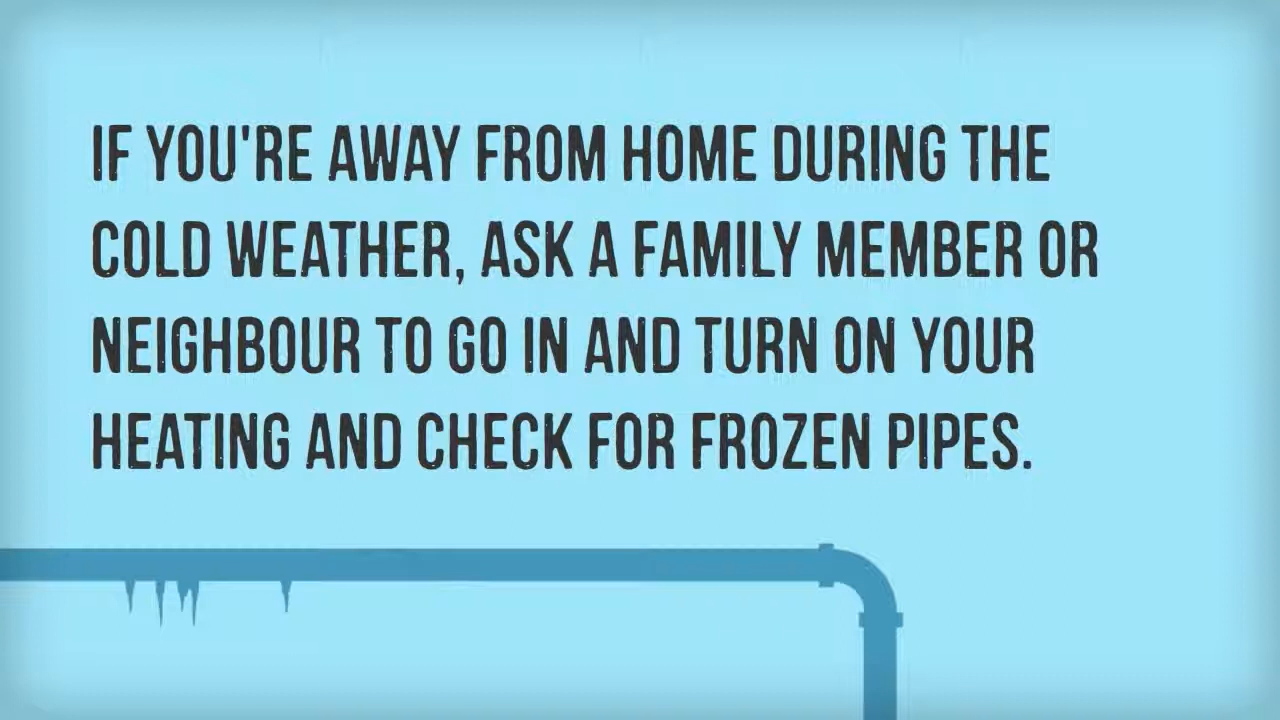 IF YOU'RE AWAY FROM HOME DURING THE
COLD WEATHER, ASK A FAMILY MEMBER OR
NEIGHBOUR TO GO IN AND TURN ON YOUR
HEATING AND CHECK FOR FROZEN PIPES.